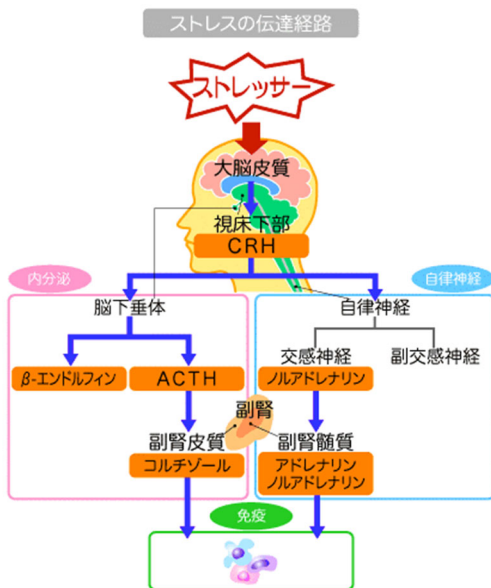 ストレスの伝達経路
ストレッサー
大脳皮質
視床下部
CRH
内分泌
自律神経
脳下垂体
自律神経
交感神経
副交感神経
β-エンドルフィン
ACTH
ノルアドレナリン
副腎
副腎皮質
副腎髄質
コルチゾール
アドレナリン
ノルアドレナリン
免疫